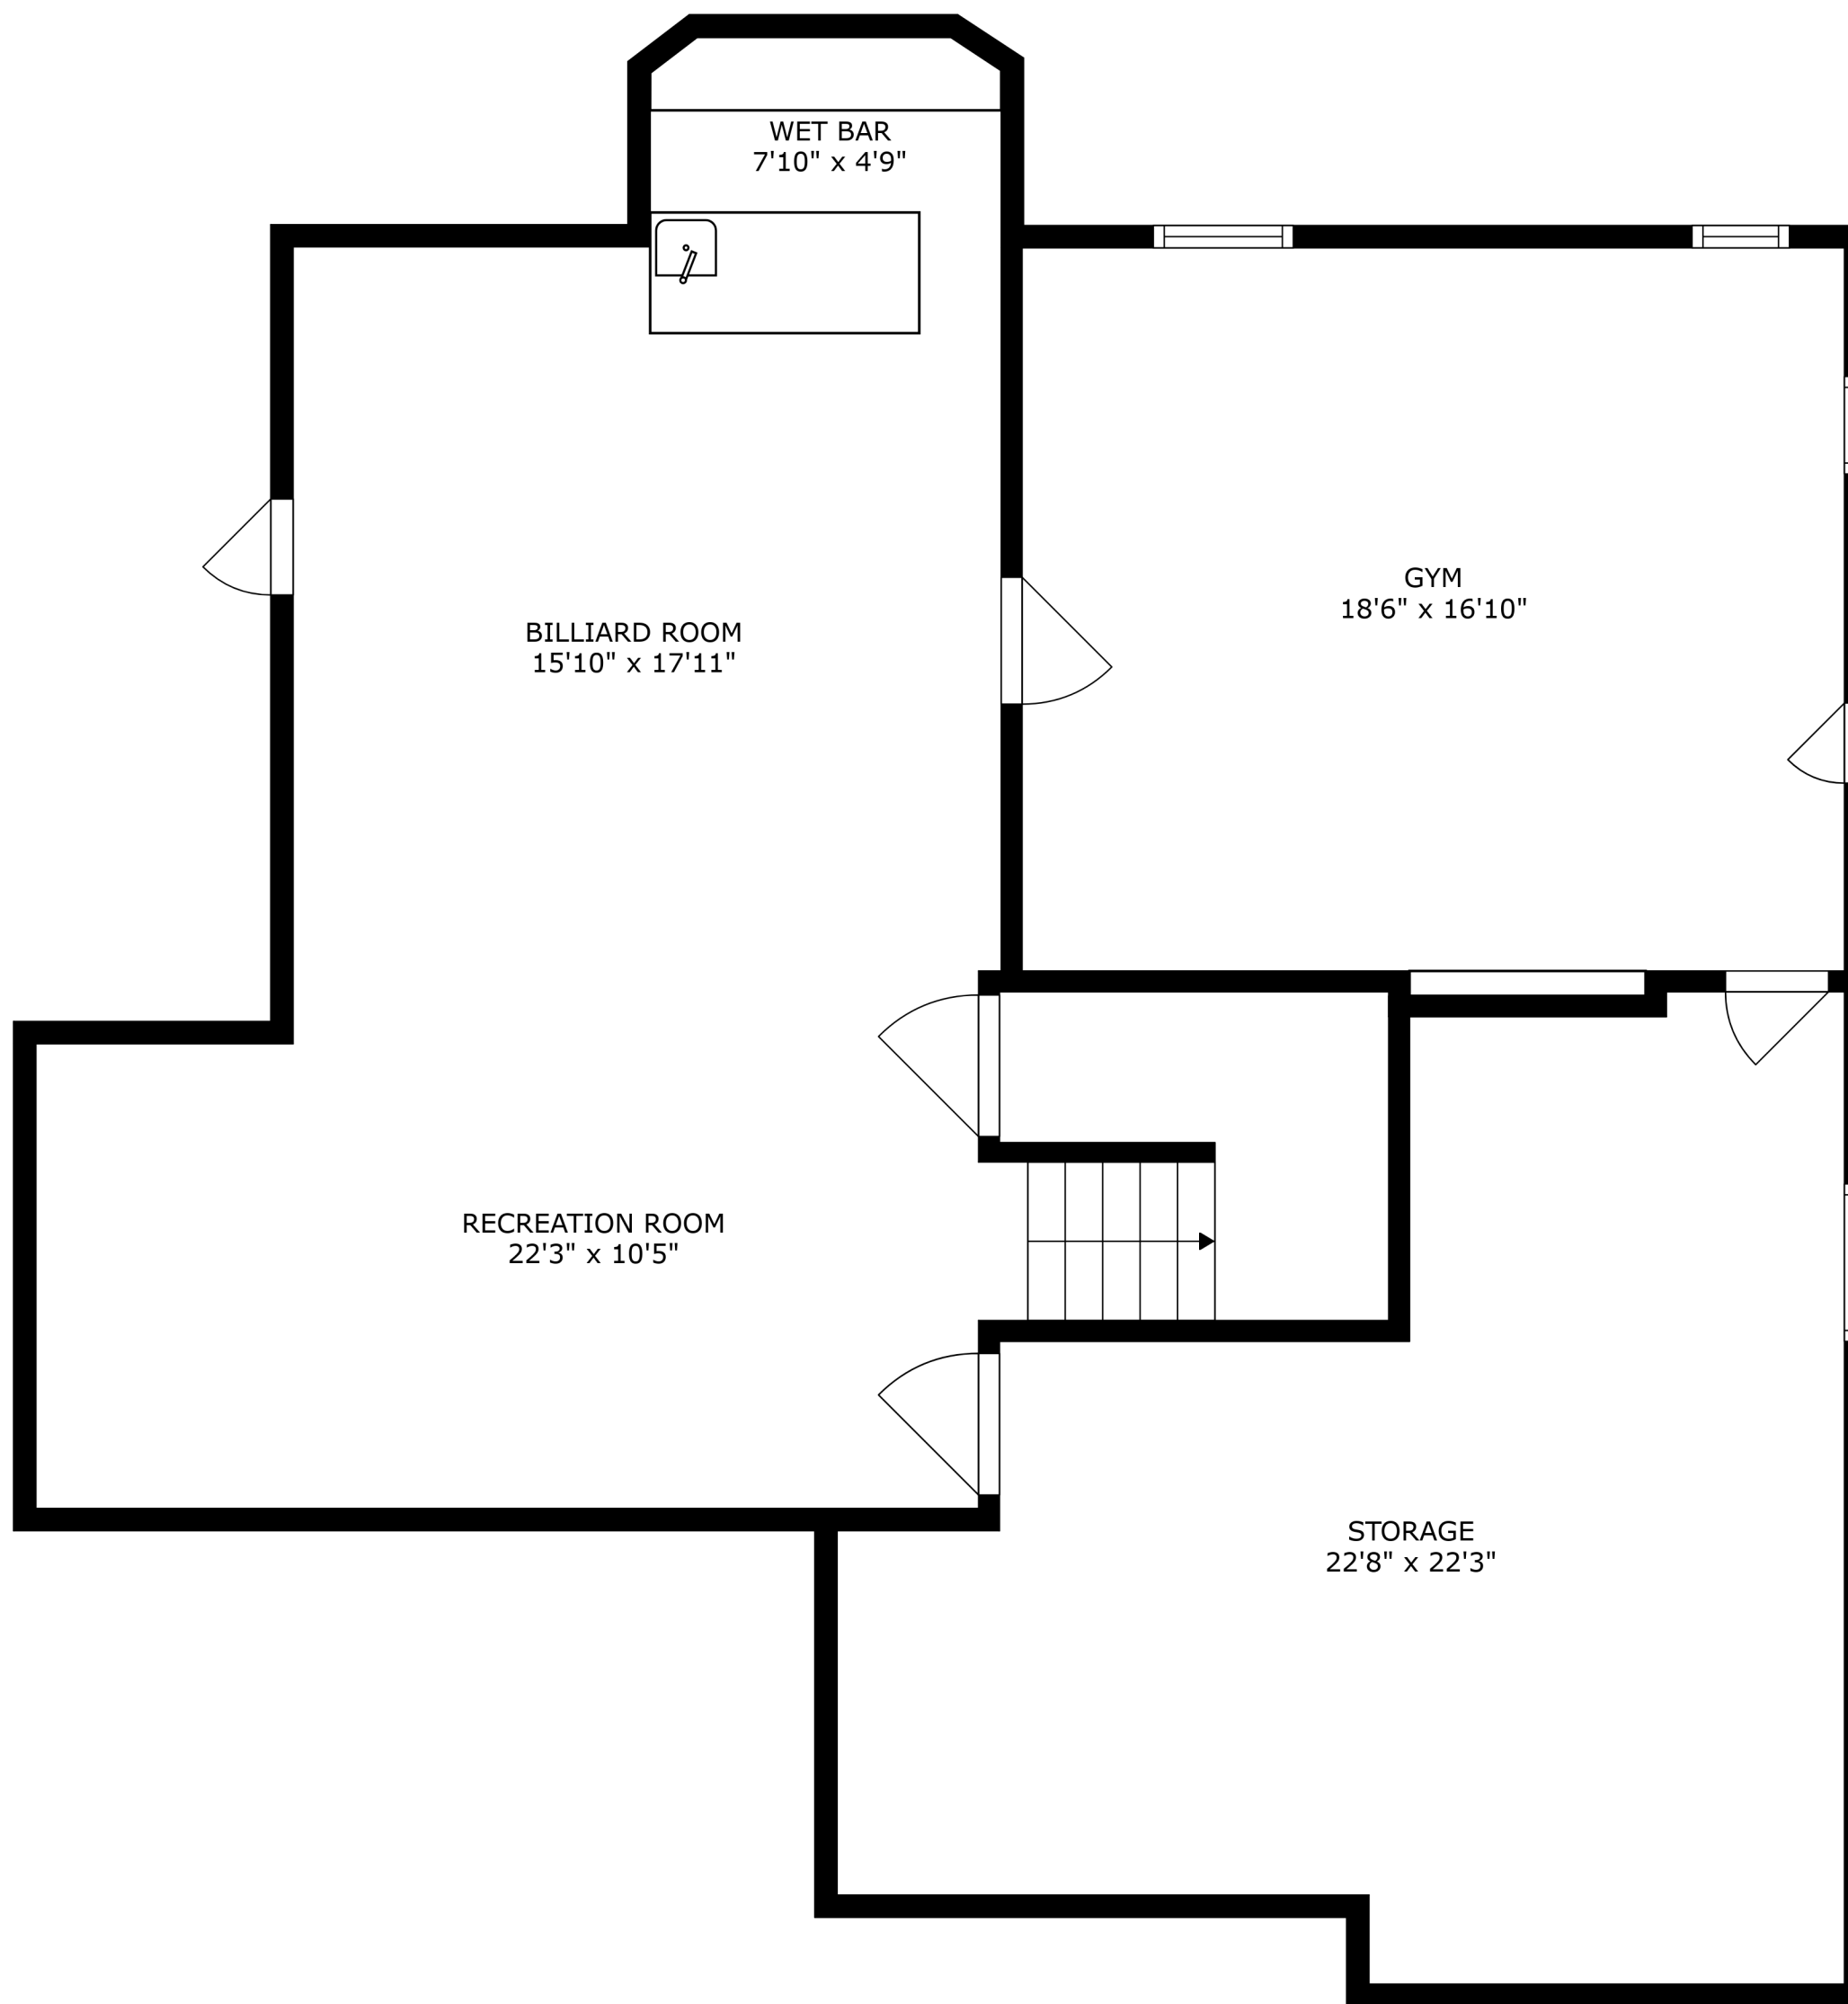 WET BAR
7'10" x 4'9"
GYM
18'6" x 16'10"
BILLIARD ROOM
15'10" x 17'11"
RECREATION ROOM
22'3" x 10'5"
STORAGE
22'8" x 22'3"